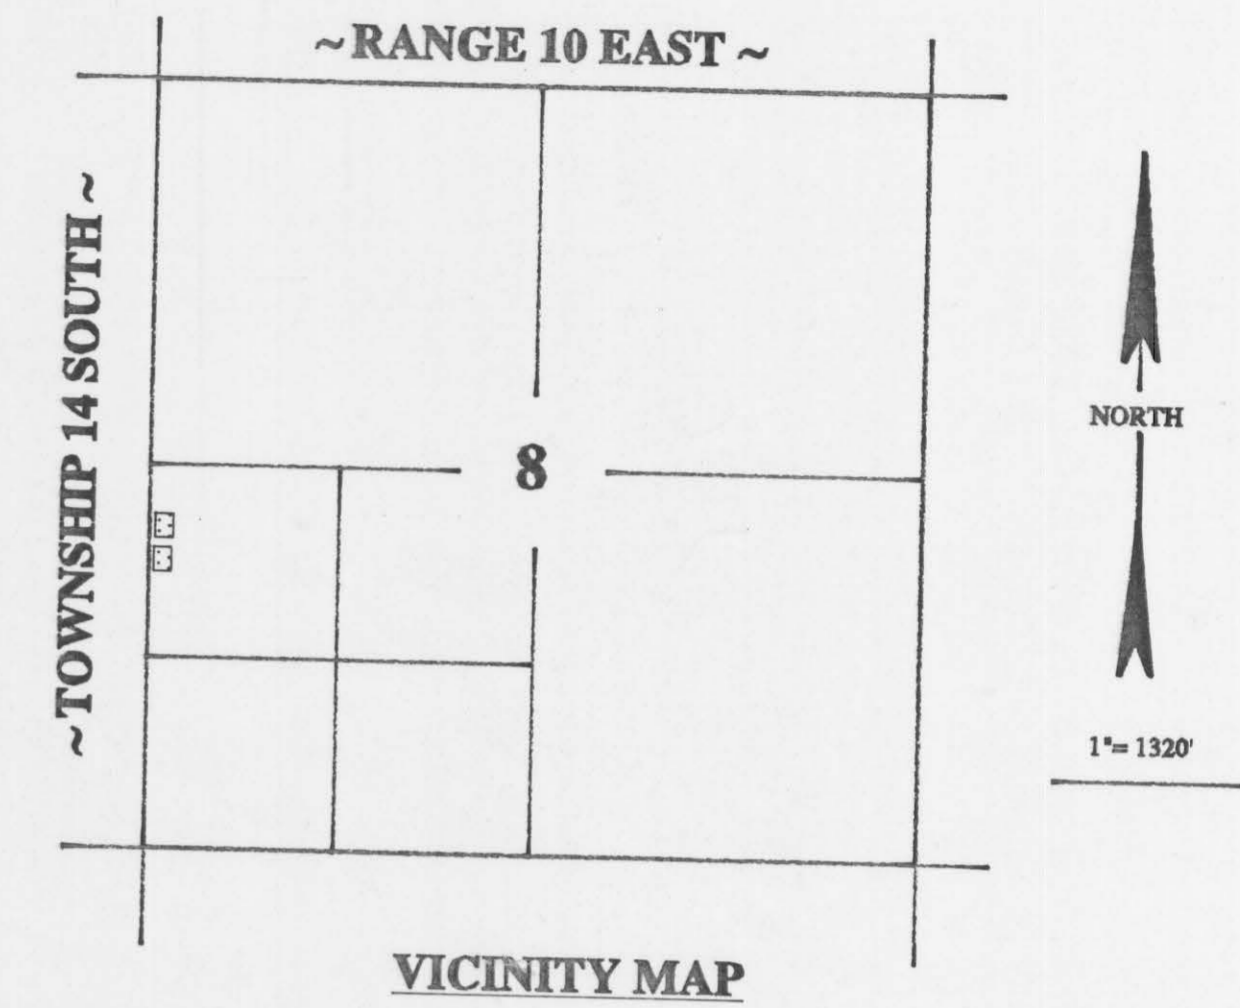 ~RANGE 10 EAST ~
~TOWNSHIP 14 SOUTH~
8
NORTH
1"= 1320'
VICINITY MAP